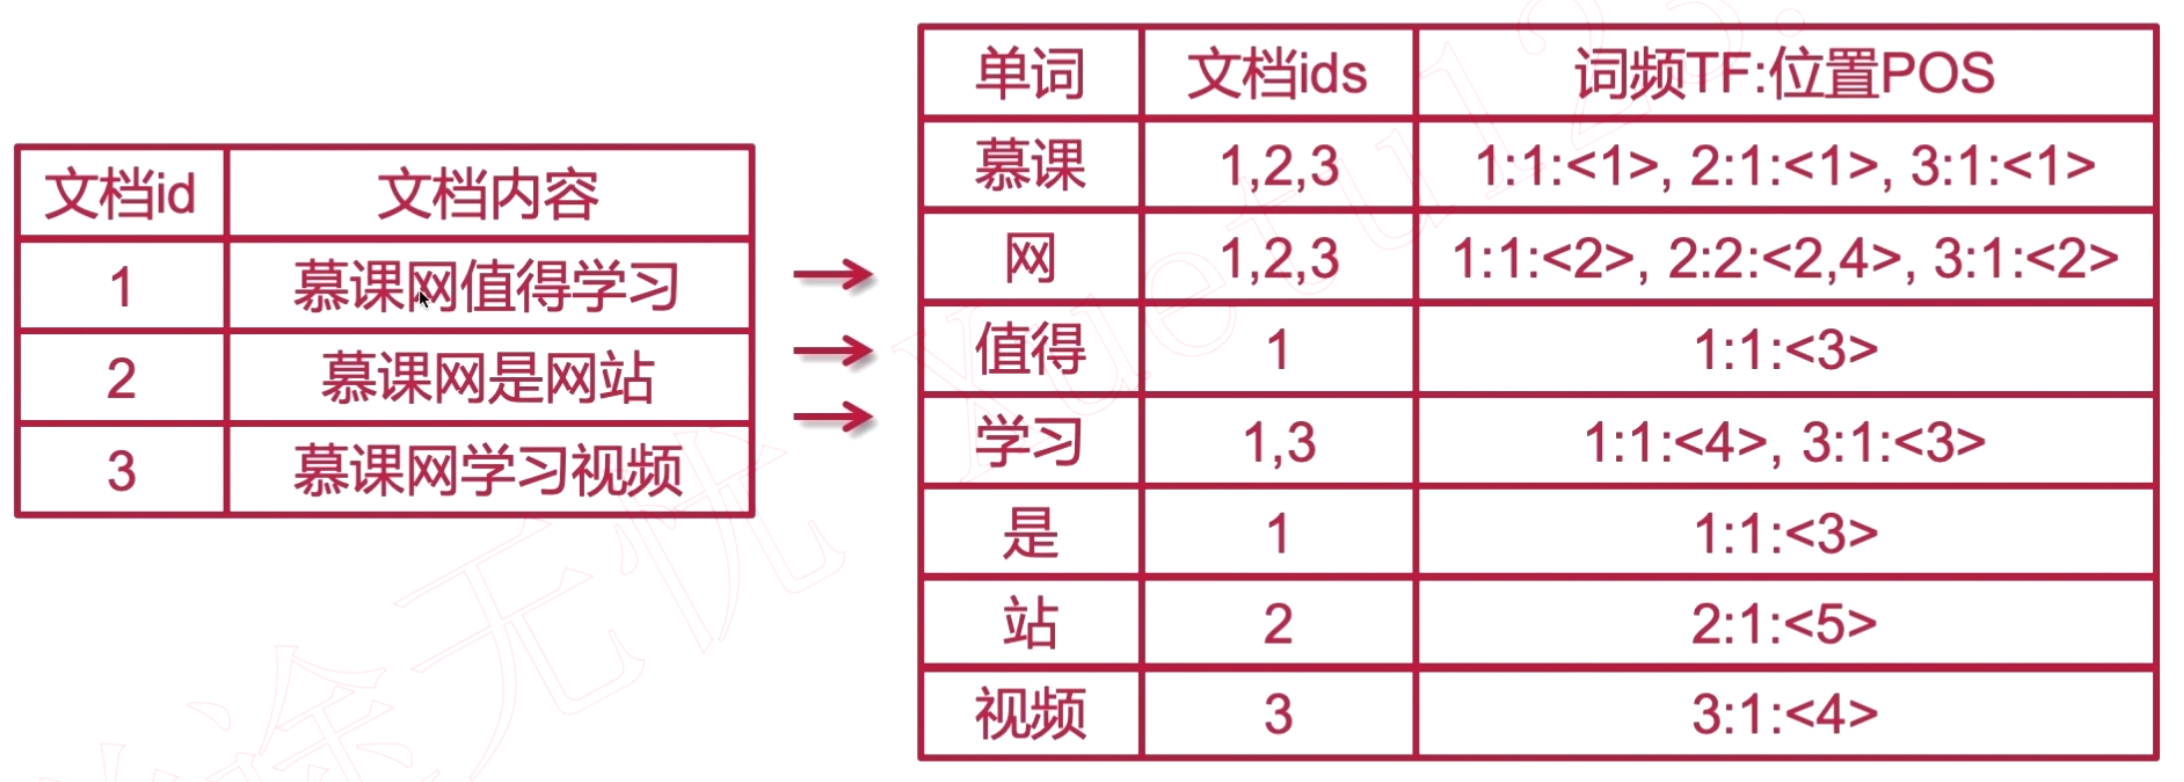 文档id 文档内容
1 慕课网值得学习
2 慕课网是网站
3 慕课网学习视频
单词 文档ids 词频TF:位置POS
慕课 1,2,3 1:1:<1>, 2:1:<1>, 3:1:<1>
网 1,2,3 1:1:<2>, 2:2:<2,4>, 3:1:<2>
值得 1 1:1:<3>
学习 1,3 1:1:<4>, 3:1:<3>
是 1 1:1:<3>
站 2 2:1:<5>
视频 3 3:1:<4>